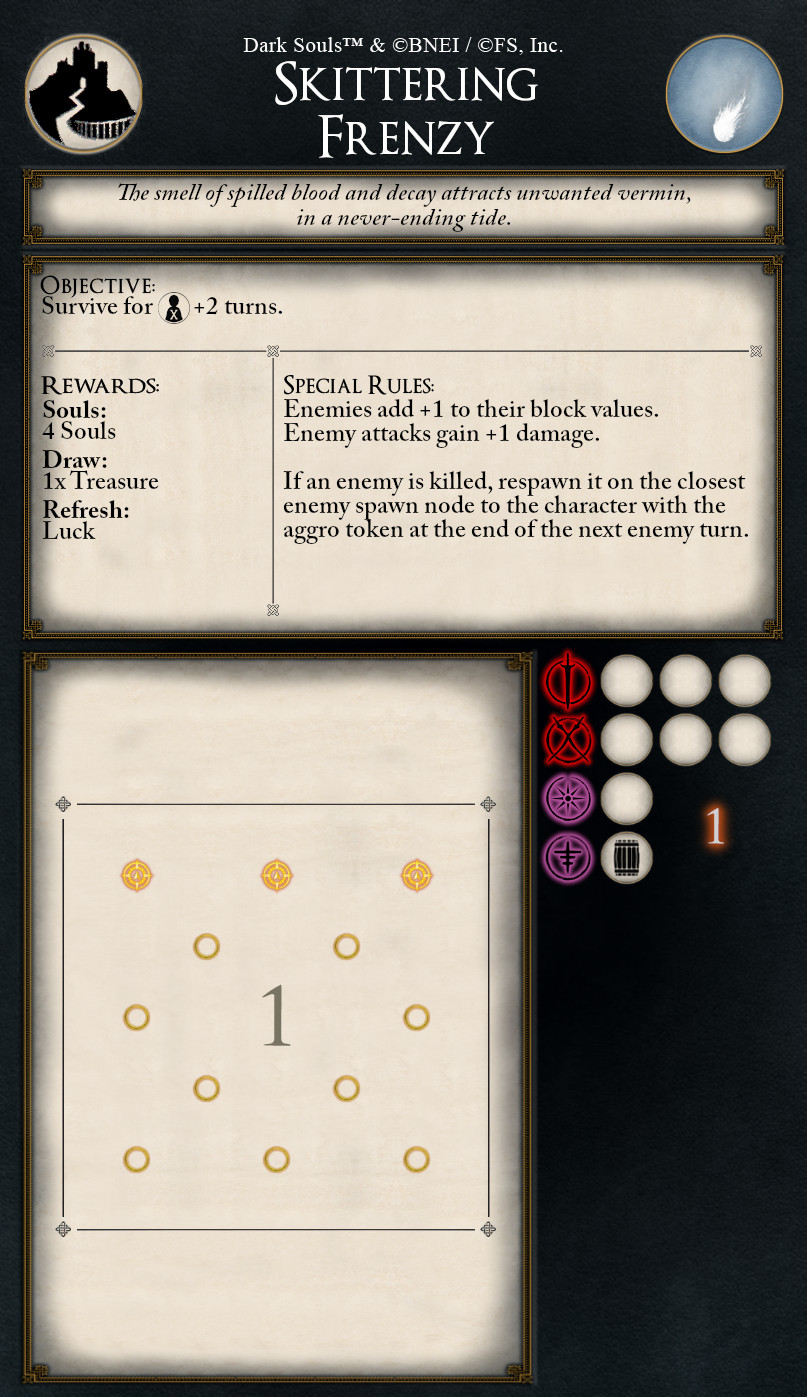 Dark Souls™ & ©BNEI / ©FS, Inc.
Skittering
Frenzy
The smell of spilled blood and decay attracts unwanted vermin,
in a never-ending tide.
Objective:
Survive for X +2 turns.
Rewards:
Souls:
4 Souls
Draw:
1x Treasure
Refresh:
Luck
Special Rules:
Enemies add +1 to their block values.
Enemy attacks gain +1 damage.
If an enemy is killed, respawn it on the closest
enemy spawn node to the character with the
aggro token at the end of the next enemy turn.
1
1